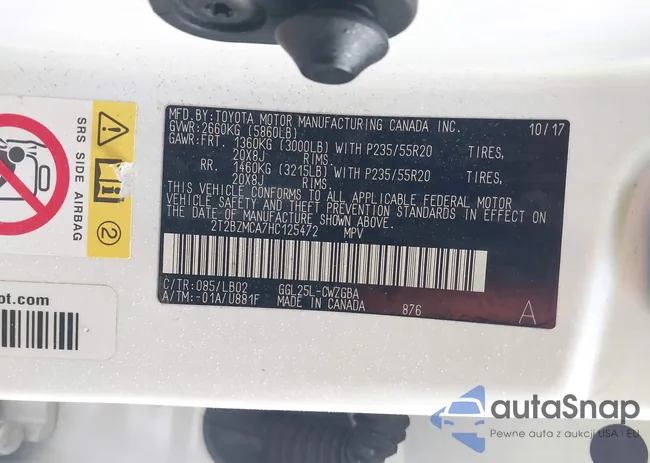 MFD. BY: TOYOTA MOTOR MANUFACTURING CANADA INC. 10/17
GVWR: 2660KG (5860LB)
GAWR: FRT. 1360KG (3000LB) WITH P235/55R20 TIRES,
20X8J RIMS,
RR. 1460KG (3215LB) WITH P235/55R20 TIRES,
20X8J RIMS.
THIS VEHICLE CONFORMS TO ALL APPLICABLE FEDERAL MOTOR
VEHICLE SAFETY AND THEFT PREVENTION STANDARDS IN EFFECT ON
THE DATE OF MANUFACTURE SHOWN ABOVE.
2T2BZMCA7HC125472 MPV
C/TR: 085/LB02 GGL25L-CWZGBA
A/TM:-01A/U881F MADE IN CANADA 876 A
SRS SIDE AIRBAG
2
ot.com
autaSnap
Pewne auta z aukcji USA i EU